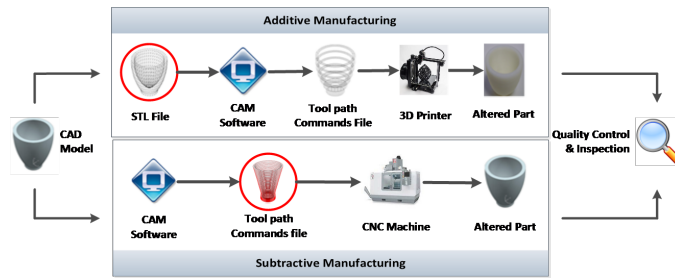 Additive Manufacturing
STL File
CAM
Software
Tool path
Commands File
3D Printer
Altered Part
CAD
Model
Quality Control
& Inspection
CAM
Software
Tool path
Commands file
CNC Machine
Altered Part
Subtractive Manufacturing